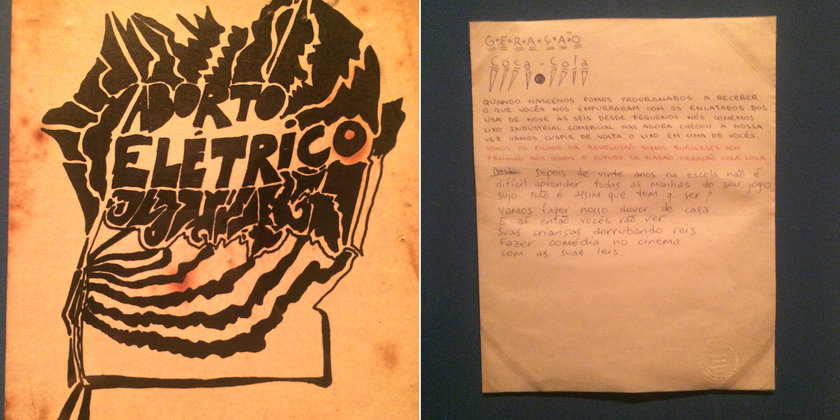 ABORTO
ELÉTRICO
G•E•R•A•Ç•Ã•O
Coca-Cola
QUANDO NASCEMOS FOMOS PROGRAMADOS A RECEBER
O QUE VOCÊS NOS EMPURRARAM COM OS ENLATADOS DOS
USA DE NOVE ÀS SEIS DESDE PEQUENOS NÓS COMEMOS
LIXO INDUSTRIAL COMERCIAL MAS AGORA CHEGOU A NOSSA
VEZ VAMOS CUSPIR DE VOLTA O LIXO EM CIMA DE VOCÊS.
SOMOS OS FILHOS DA REVOLUÇÃO SOMOS BURGUESES SEM
RELIGIÃO NÓS SOMOS O FUTURO DA NAÇÃO GERAÇÃO COCA COLA
Depois de vinte anos na escola não é
difícil aprender todas as manhas do seu jogo
sujo. Não é assim que tem q ser?
Vamos fazer nosso dever de casa
E aí então vocês vão ver
Suas crianças derrubando reis
Fazer comédia no cinema
com as suas leis.